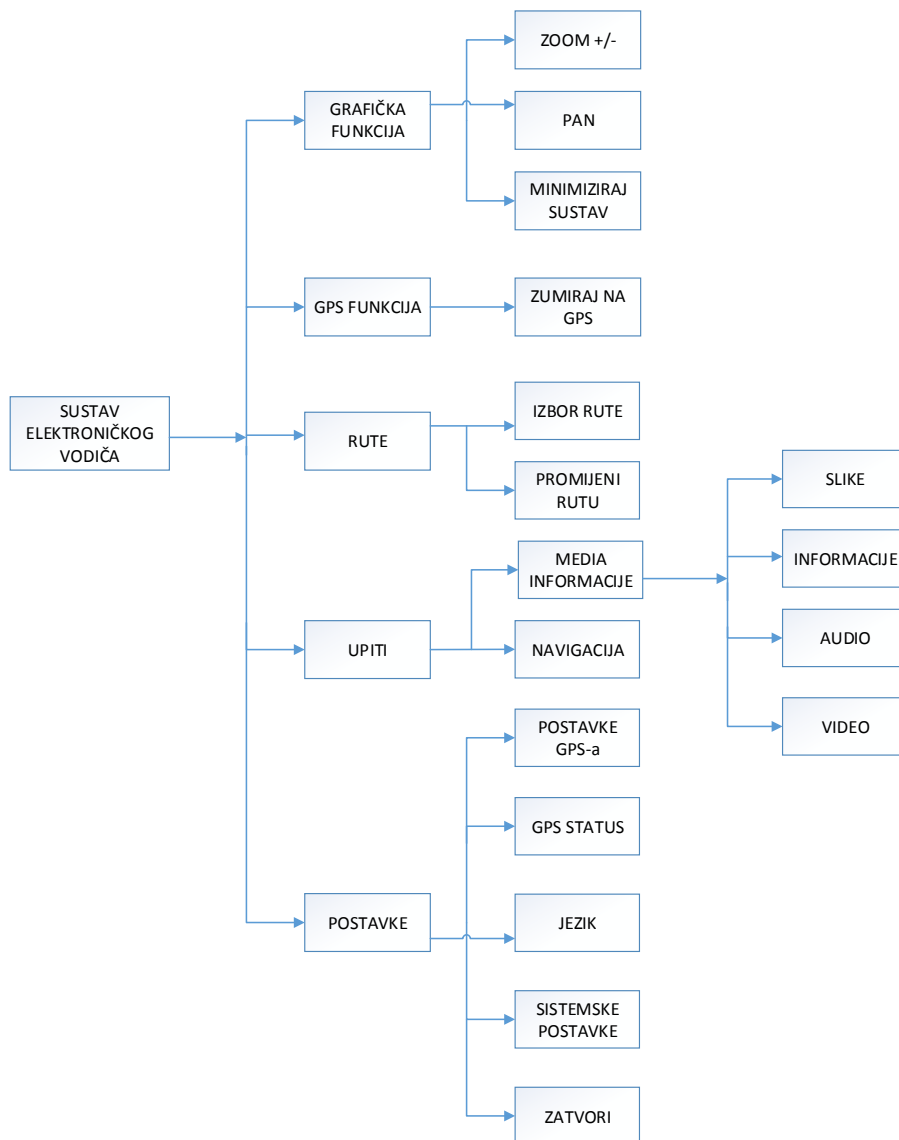 ZOOM +/-
GRAFIČKA
FUNKCIJA
PAN
MINIMIZIRAJ
SUSTAV
GPS FUNKCIJA
ZUMIRAJ NA
GPS
SUSTAV
ELEKTRONIČKOG
VODIČA
RUTE
IZBOR RUTE
PROMIJENI
RUTU
UPITI
MEDIA
INFORMACIJE
NAVIGACIJA
SLIKE
INFORMACIJE
AUDIO
VIDEO
POSTAVKE
POSTAVKE
GPS-a
GPS STATUS
JEZIK
SISTEMSKE
POSTAVKE
ZATVORI